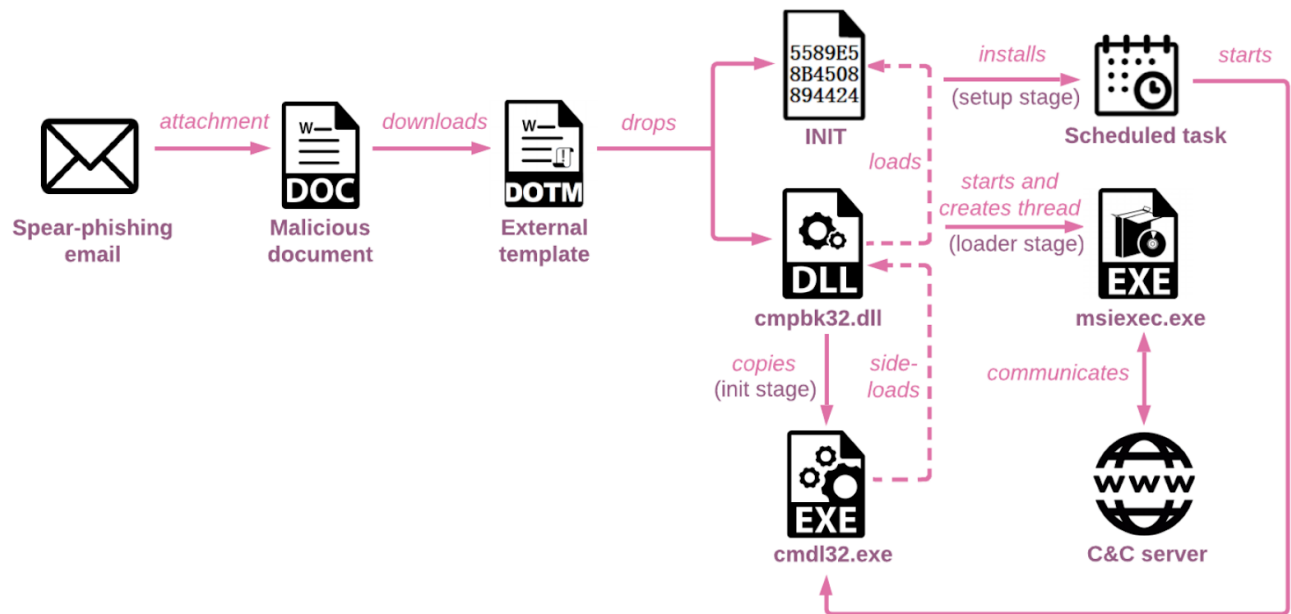 5589E5
8B4508
894424
INIT
installs
(setup stage)
starts
Scheduled task
attachment
downloads
drops
W
DOC
W
DOTM
loads
Spear-phishing
email
Malicious
document
External
template
DLL
cmpbk32.dll
starts and
creates thread
(loader stage)
EXE
msiexec.exe
copies
(init stage)
side-
loads
communicates
EXE
cmdl32.exe
WWW
C&C server